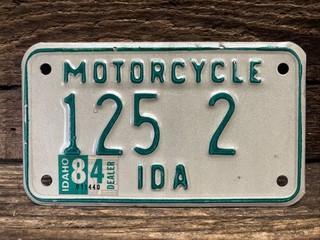 MOTORCYCLE
125 2
IDAHO 84 DEALER
IDA